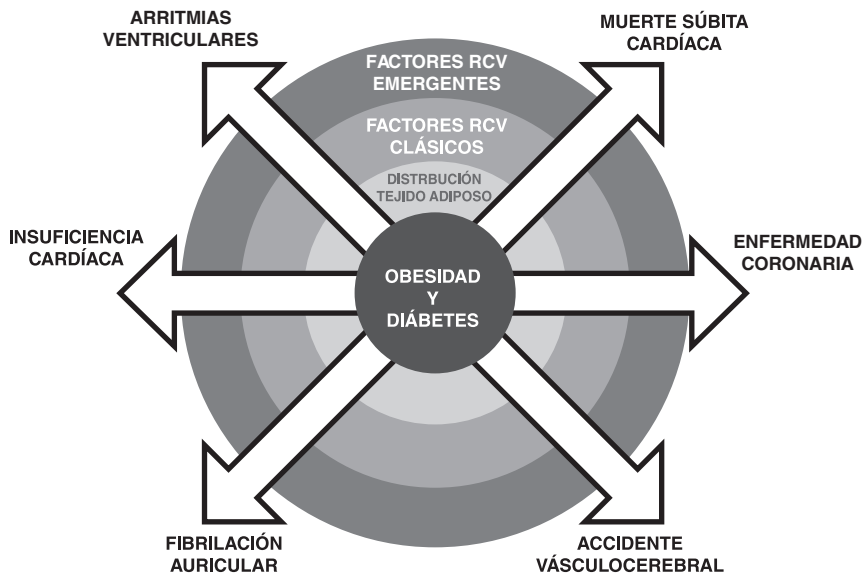 ARRITMIAS
VENTRICULARES
MUERTE SÚBITA
CARDÍACA
FACTORES RCV
EMERGENTES
FACTORES RCV
CLÁSICOS
DISTRBUCIÓN
TEJIDO ADIPOSO
INSUFICIENCIA
CARDÍACA
ENFERMEDAD
CORONARIA
OBESIDAD
Y
DIÁBETES
FIBRILACIÓN
AURICULAR
ACCIDENTE
VÁSCULOCEREBRAL